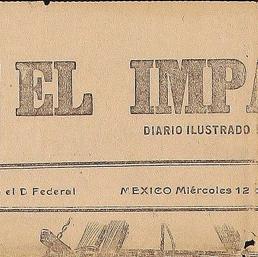 EL IMPA
DIARIO ILUSTRADO
el D Federal MEXICO Miércoles 12